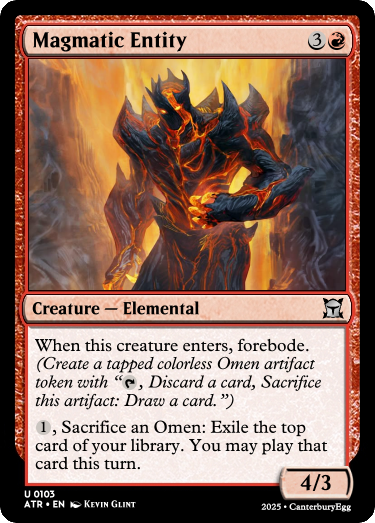 Magmatic Entity 3
Creature — Elemental
When this creature enters, forebode.
(Create a tapped colorless Omen artifact
token with “, Discard a card, Sacrifice
this artifact: Draw a card.”)
1, Sacrifice an Omen: Exile the top
card of your library. You may play that
card this turn.
4/3
U 0103
ATR • EN Kevin Glint
2025 • CanterburyEgg